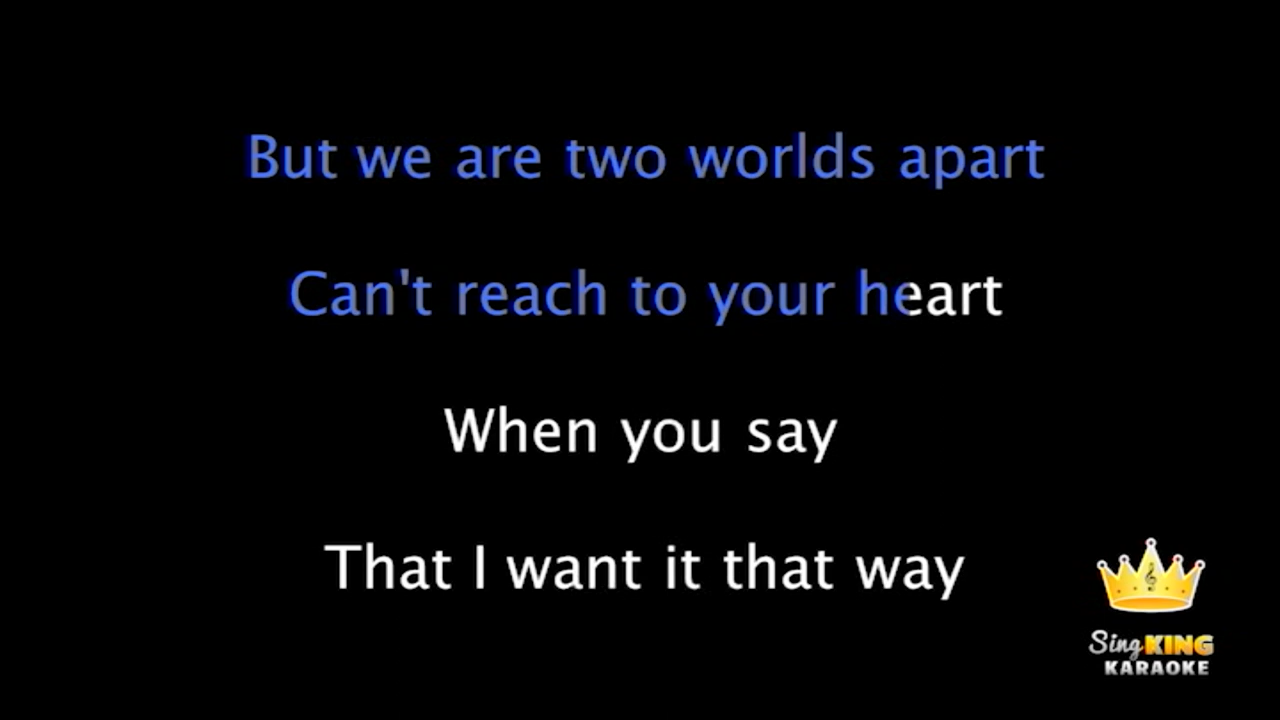 But we are two worlds apart
Can't reach to your heart
When you say
That I want it that way
Sing KING
KARAOKE